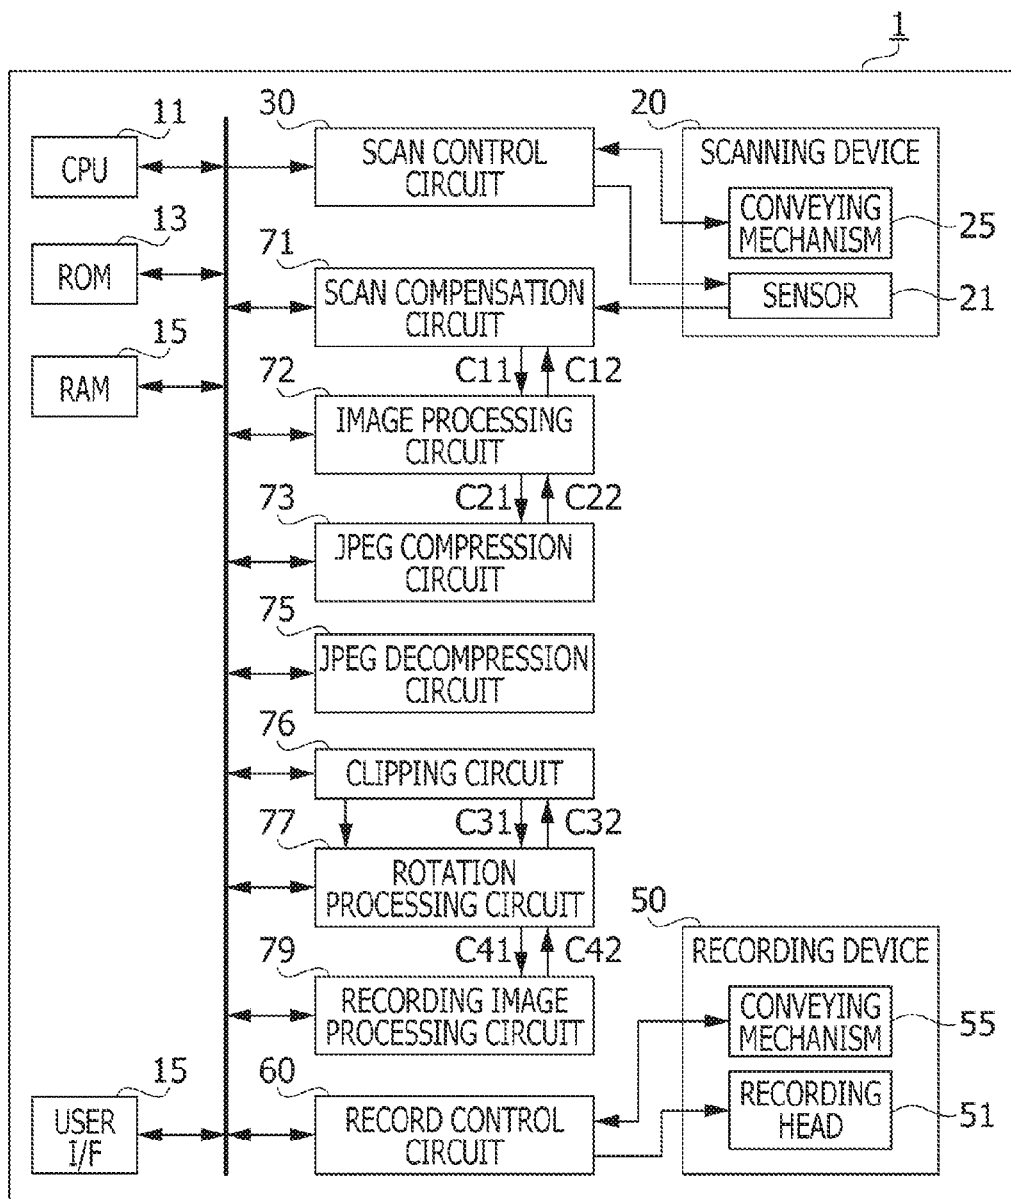 1
11
30
20
CPU
SCAN CONTROL
CIRCUIT
SCANNING DEVICE
CONVEYING
MECHANISM
25
13
71
ROM
SCAN COMPENSATION
CIRCUIT
SENSOR
21
15
RAM
72
C11
C12
IMAGE PROCESSING
CIRCUIT
73
C21
C22
JPEG COMPRESSION
CIRCUIT
75
JPEG DECOMPRESSION
CIRCUIT
76
CLIPPING CIRCUIT
77
C31
C32
ROTATION
PROCESSING CIRCUIT
50
79
C41
C42
RECORDING DEVICE
RECORDING IMAGE
PROCESSING CIRCUIT
CONVEYING
MECHANISM
55
15
60
USER
I/F
RECORD CONTROL
CIRCUIT
RECORDING
HEAD
51